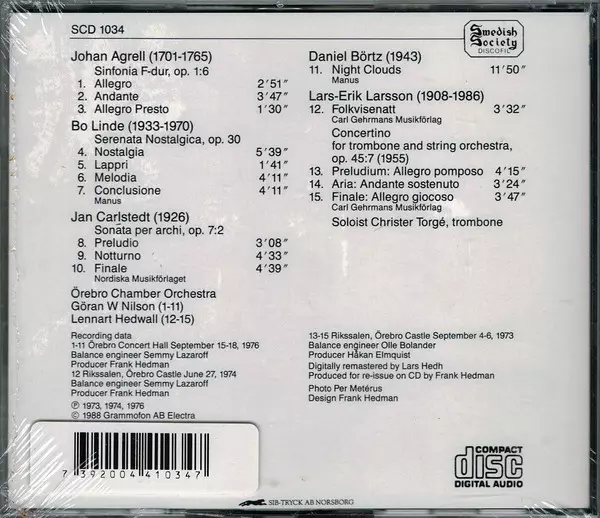 SCD 1034
Swedish
Society
DISCOFIL
Johan Agrell (1701-1765)
Sinfonia F-dur, op. 1:6
1. Allegro 2'51"
2. Andante 3'47"
3. Allegro Presto 1'30"
Bo Linde (1933-1970)
Serenata Nostalgica, op. 30
4. Nostalgia 5'39"
5. Lappri 1'41"
6. Melodia 4'11"
7. Conclusione 4'11"
Manus
Jan Carlstedt (1926)
Sonata per archi, op. 7:2
8. Preludio 3'08"
9. Notturno 4'33"
10. Finale 4'39"
Nordiska Musikförlaget
Örebro Chamber Orchestra
Göran W Nilson (1-11)
Lennart Hedwall (12-15)
Daniel Börtz (1943)
11. Night Clouds 11'50"
Manus
Lars-Erik Larsson (1908-1986)
12. Folkvisenatt 3'32"
Carl Gehrmans Musikförlag
Concertino
for trombone and string orchestra,
op. 45:7 (1955)
13. Preludium: Allegro pomposo 4'15"
14. Aria: Andante sostenuto 3'24"
15. Finale: Allegro giocoso 3'47"
Carl Gehrmans Musikförlag
Soloist Christer Torgé, trombone
Recording data
1-11 Örebro Concert Hall September 15-18, 1976
Balance engineer Semmy Lazaroff
Producer Frank Hedman
12 Rikssalen, Örebro Castle June 27, 1974
Balance engineer Semmy Lazaroff
Producer Frank Hedman
℗ 1973, 1974, 1976
© 1988 Grammofon AB Electra
13-15 Rikssalen, Örebro Castle September 4-6, 1973
Balance engineer Olle Bolander
Producer Håkan Elmquist
Digitally remastered by Lars Hedh
Produced for re-issue on CD by Frank Hedman
Photo Per Metérus
Design Frank Hedman
7 392004 410347
COMPACT
disc
DIGITAL AUDIO
SIB-TRYCK AB NORSBORG